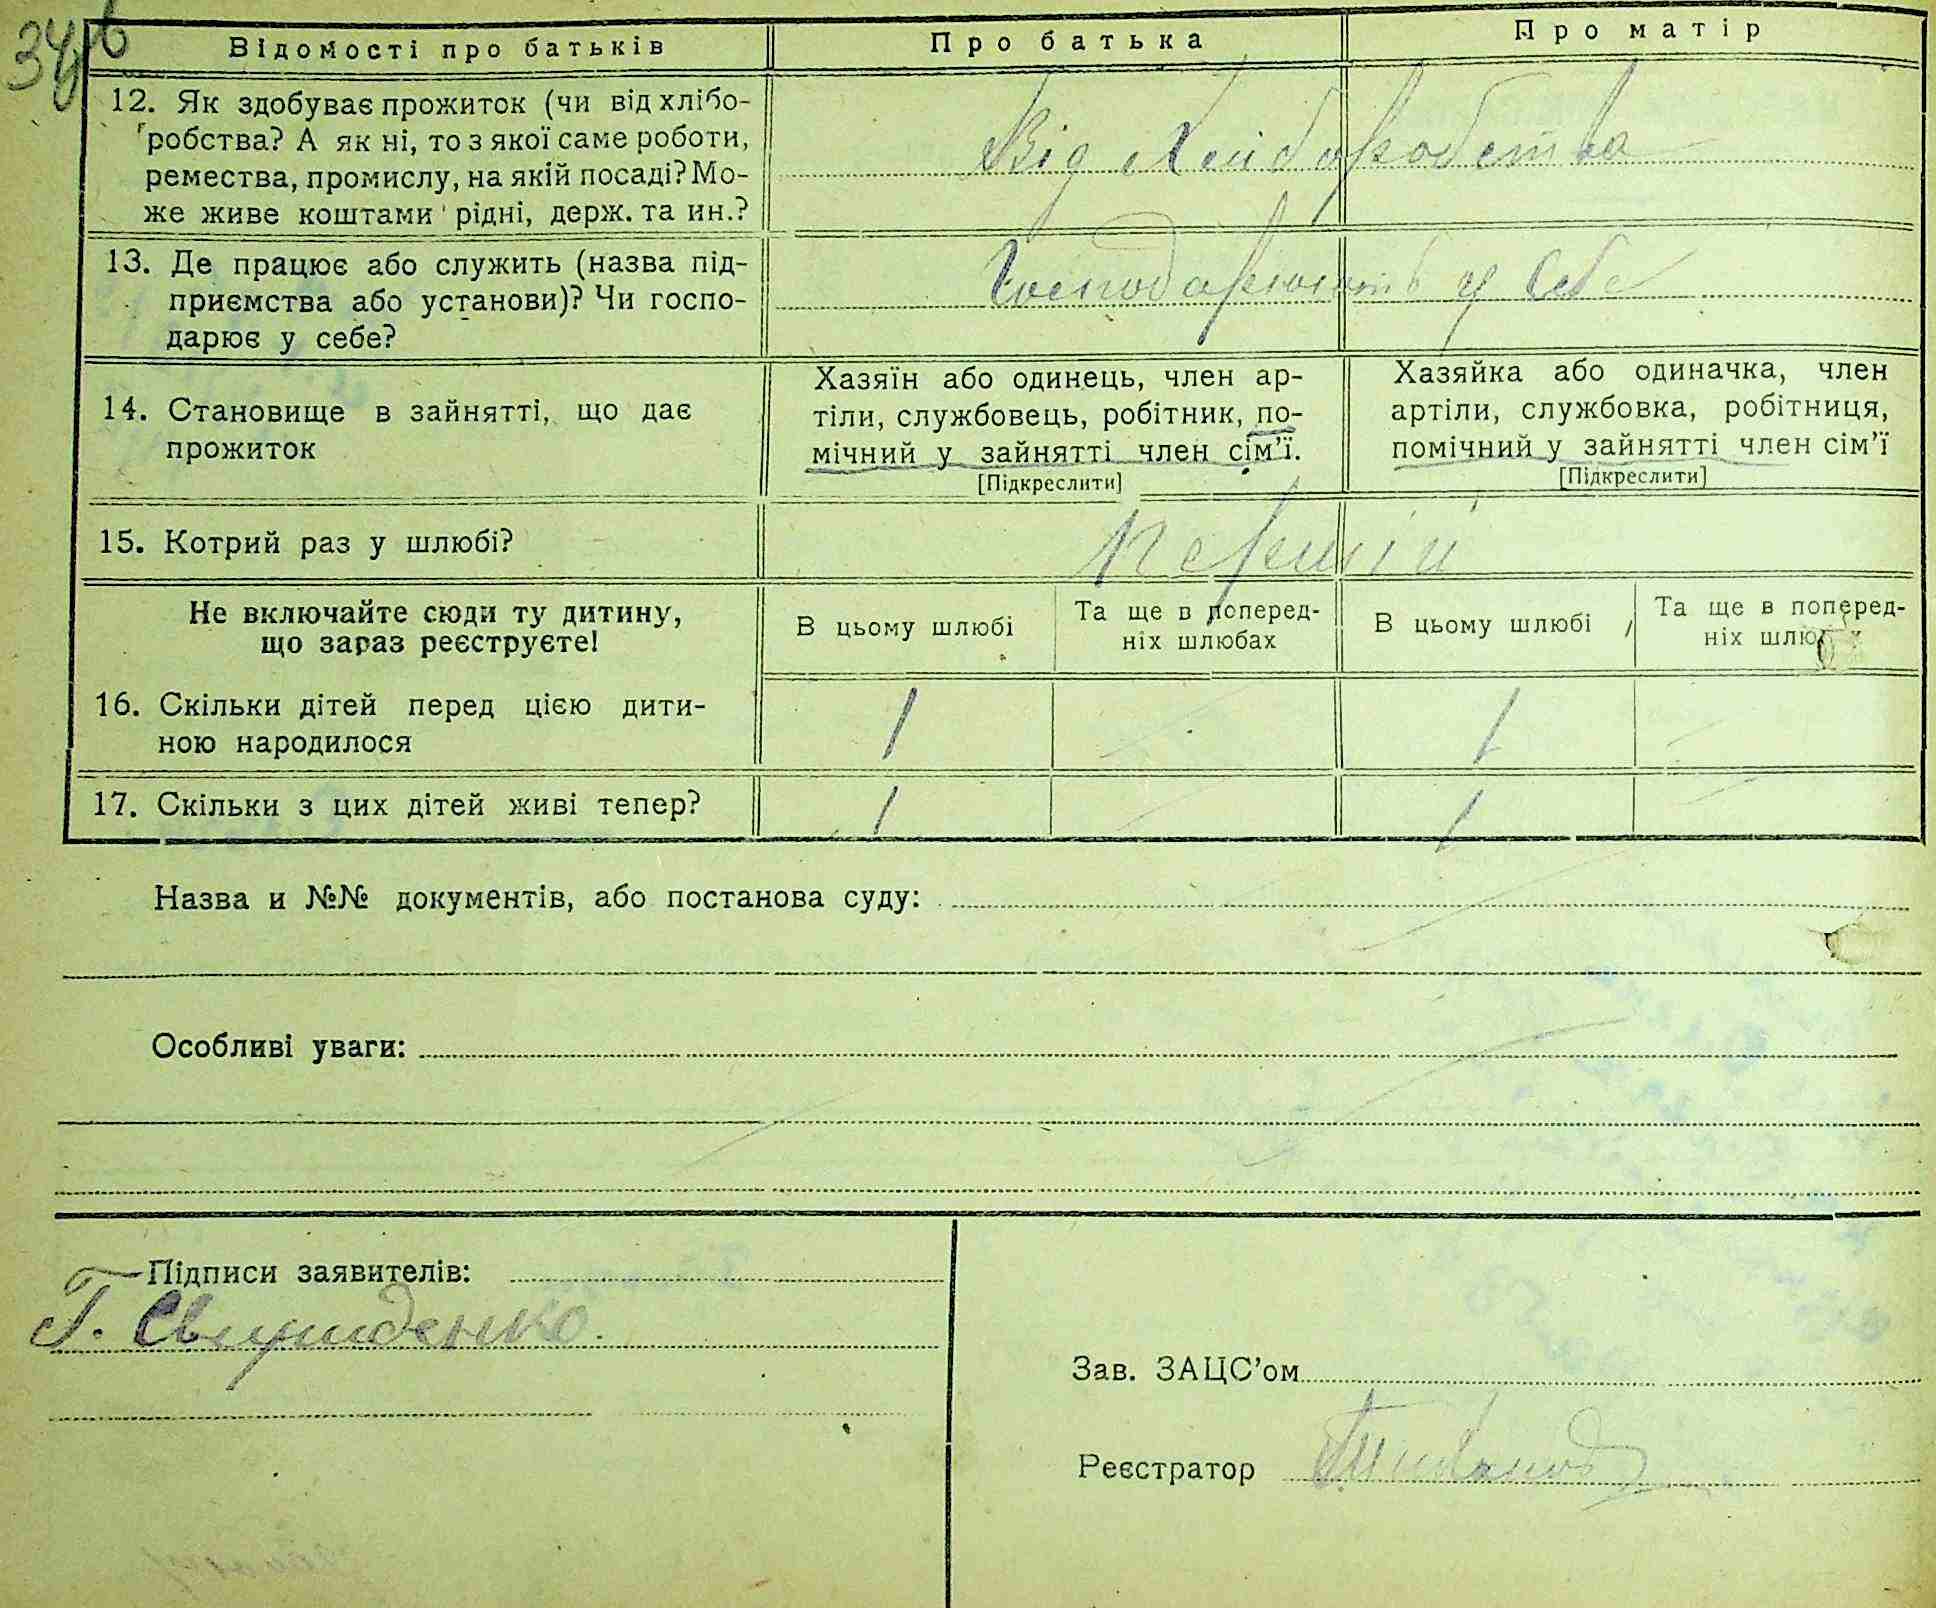 Відомості про батьків
Про батька
Про матір
12. Як здобуває прожиток (чи від хлібо-
робства? А як ні, то з якої саме роботи,
ремества, промислу, на якій посаді? Мо-
же живе коштами рідні, держ. та ин.?
Від Хліборобства
13. Де працює або служить (назва під-
приємства або установи)? Чи госпо-
дарює у себе?
Господарюють у себе
14. Становище в зайнятті, що дає
прожиток
Хазяїн або одинець, член ар-
тіли, службовець, робітник, по-
мічний у зайнятті член сім’ї.
[Підкреслити]
Хазяйка або одиначка, член
артіли, службовка, робітниця,
помічний у зайнятті член сім’ї
[Підкреслити]
15. Котрий раз у шлюбі?
Перший
Не включайте сюди ту дитину,
що зараз реєструєте!
В цьому шлюбі
Та ще в поперед-
ніх шлюбах
В цьому шлюбі
Та ще в поперед-
ніх шлюбах
16. Скільки дітей перед цією дити-
ною народилося
1 1
17. Скільки з цих дітей живі тепер?
1 1
Назва и №№ документів, або постанова суду:
Особливі уваги:
Підписи заявителів:
Г. Свириденко
Зав. ЗАЦС’ом
Реєстратор